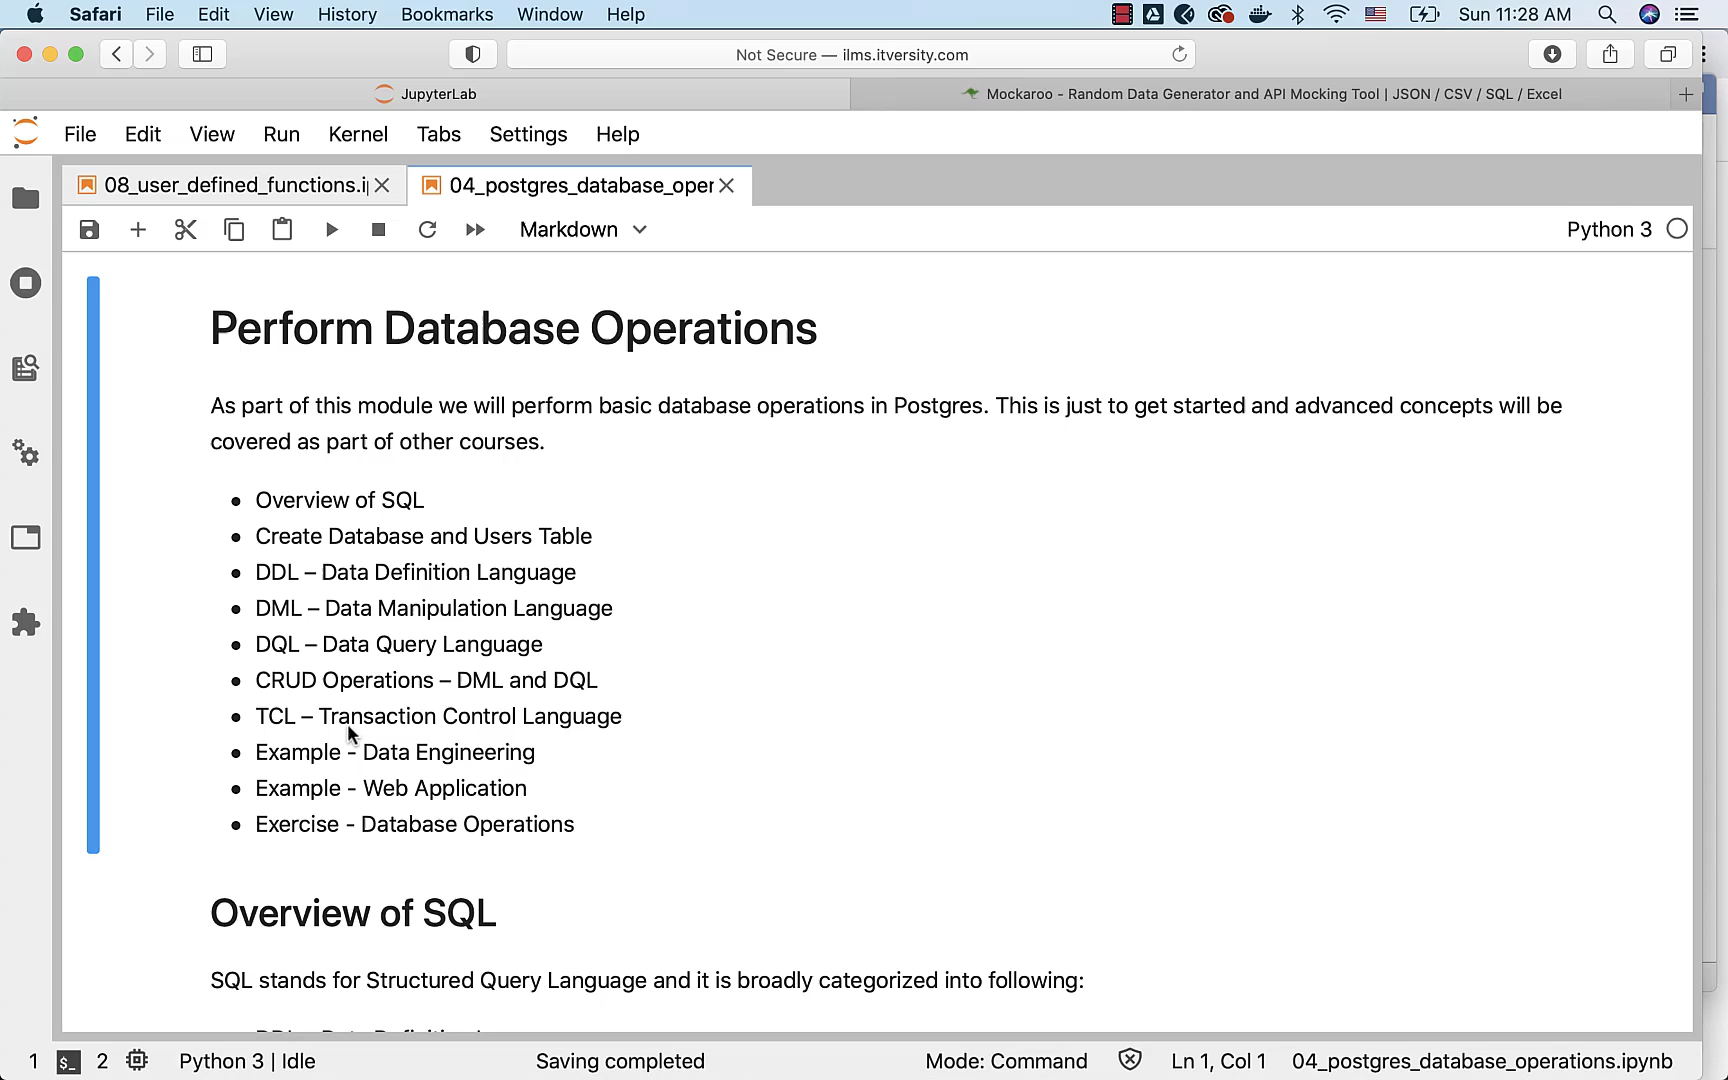 Safari File Edit View History Bookmarks Window Help Sun 11:28 AM
Not Secure — ilms.itversity.com
JupyterLab Mockaroo - Random Data Generator and API Mocking Tool | JSON / CSV / SQL / Excel
File Edit View Run Kernel Tabs Settings Help
08_user_defined_functions.i 04_postgres_database_oper
Markdown Python 3
Perform Database Operations
As part of this module we will perform basic database operations in Postgres. This is just to get started and advanced concepts will be
covered as part of other courses.
• Overview of SQL
• Create Database and Users Table
• DDL – Data Definition Language
• DML – Data Manipulation Language
• DQL – Data Query Language
• CRUD Operations – DML and DQL
• TCL – Transaction Control Language
• Example - Data Engineering
• Example - Web Application
• Exercise - Database Operations
Overview of SQL
SQL stands for Structured Query Language and it is broadly categorized into following:
1 $_ 2 Python 3 | Idle Saving completed Mode: Command Ln 1, Col 1 04_postgres_database_operations.ipynb